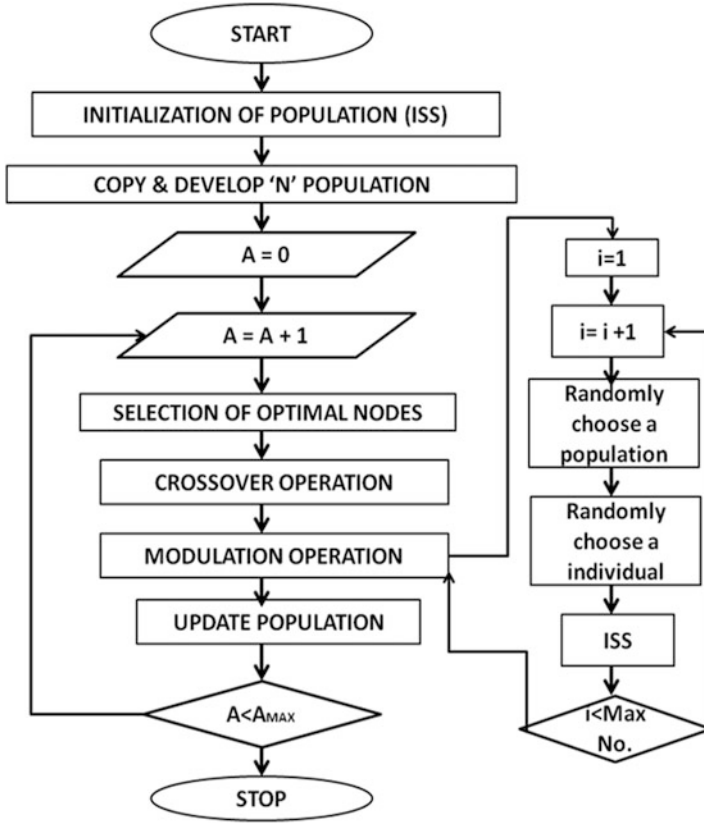 START
INITIALIZATION OF POPULATION (ISS)
COPY & DEVELOP ‘N’ POPULATION
A = 0
A = A + 1
SELECTION OF OPTIMAL NODES
CROSSOVER OPERATION
MODULATION OPERATION
UPDATE POPULATION
A<AMAX
STOP
i=1
i= i +1
Randomly
choose a
population
Randomly
choose a
individual
ISS
i<Max
No.